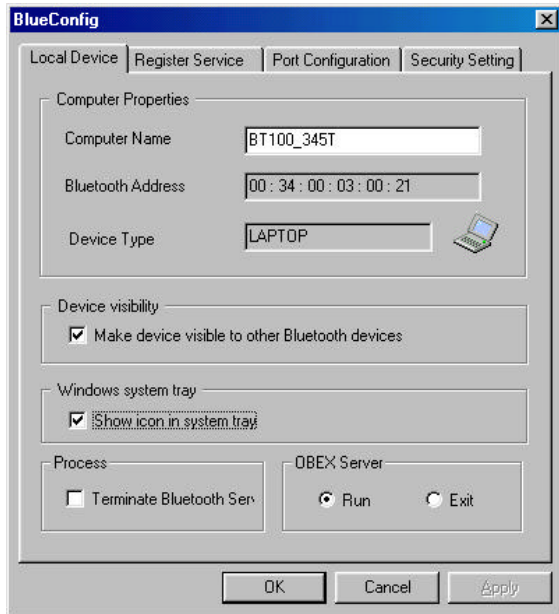 BlueConfig
Local Device Register Service Port Configuration Security Setting
Computer Properties
Computer Name BT100_345T
Bluetooth Address 00 : 34 : 00 : 03 : 00 : 21
Device Type LAPTOP
Device visibility
Make device visible to other Bluetooth devices
Windows system tray
Show icon in system tray
Process
Terminate Bluetooth Serv
OBEX Server
Run Exit
OK Cancel Apply